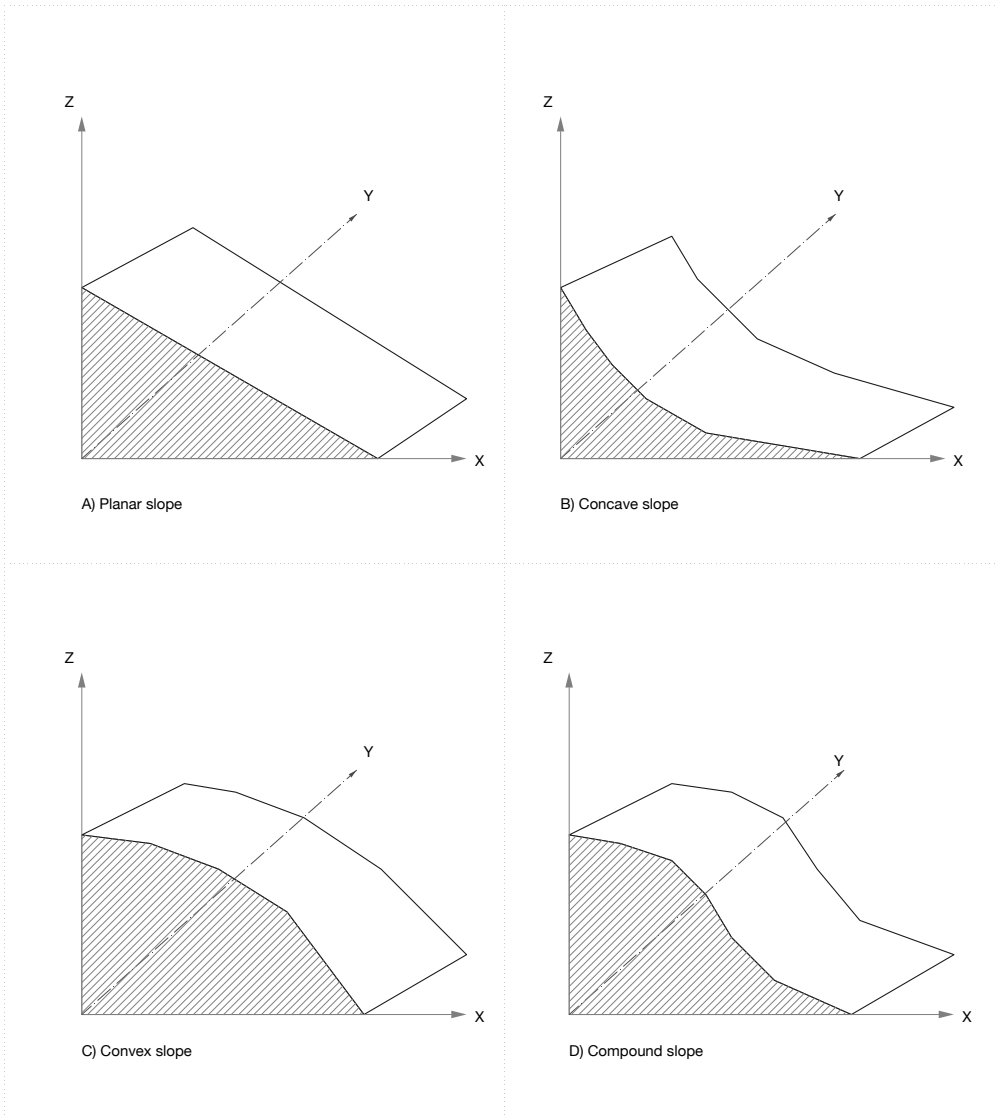 Z
Y
X
A) Planar slope
Z
Y
X
B) Concave slope
Z
Y
X
C) Convex slope
Z
Y
X
D) Compound slope